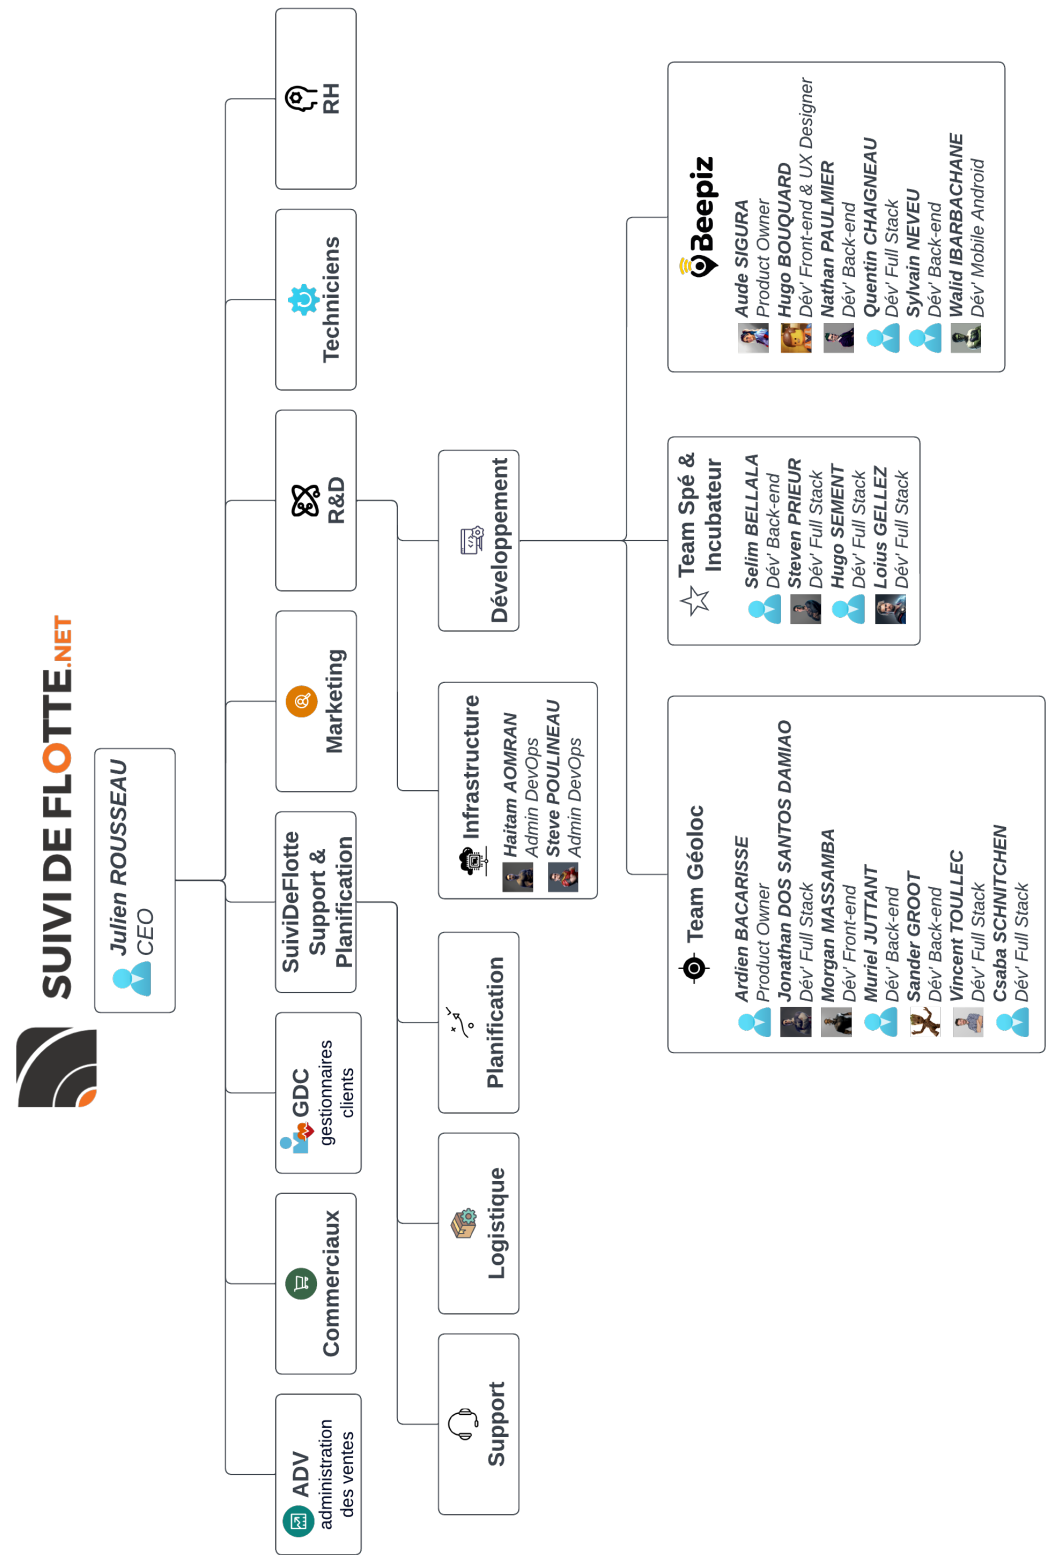 SUIVI DE FLOTTE.NET
Julien ROUSSEAU
CEO
ADV
administration
des ventes
Commerciaux
GDC
gestionnaires
clients
SuiviDeFlotte
Support &
Planification
Marketing
R&D
Techniciens
RH
Support
Logistique
Planification
Infrastructure
Haitam AOMRAN
Admin DevOps
Steve POULINEAU
Admin DevOps
Développement
Team Géoloc
Ardien BACARISSE
Product Owner
Jonathan DOS SANTOS DAMIAO
Dév' Full Stack
Morgan MASSAMBA
Dév' Front-end
Muriel JUTTANT
Dév' Back-end
Sander GROOT
Dév' Back-end
Vincent TOULLEC
Dév' Full Stack
Csaba SCHNITCHEN
Dév' Full Stack
Team Spé &
Incubateur
Selim BELLALA
Dév' Back-end
Steven PRIEUR
Dév' Full Stack
Hugo SEMENT
Dév' Full Stack
Loius GELLEZ
Dév' Full Stack
Beepiz
Aude SIGURA
Product Owner
Hugo BOUQUARD
Dév' Front-end & UX Designer
Nathan PAULMIER
Dév' Back-end
Quentin CHAIGNEAU
Dév' Full Stack
Sylvain NEVEU
Dév' Back-end
Walid IBARBACHANE
Dév' Mobile Android